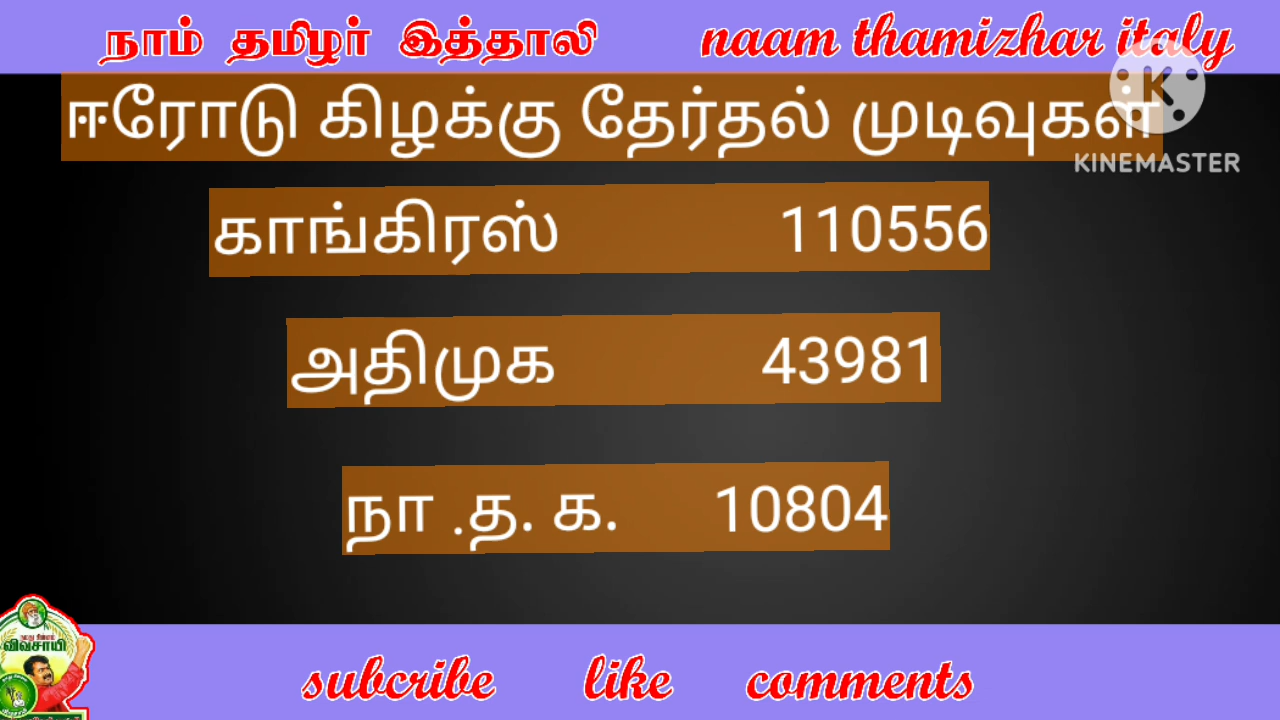 நாம் தமிழர் இத்தாலி naam thamizhar italy
ஈரோடு கிழக்கு தேர்தல் முடிவுகள்
K
KINEMASTER
காங்கிரஸ் 110556
அதிமுக 43981
நா .த. க. 10804
விவசாயி
subcribe like comments